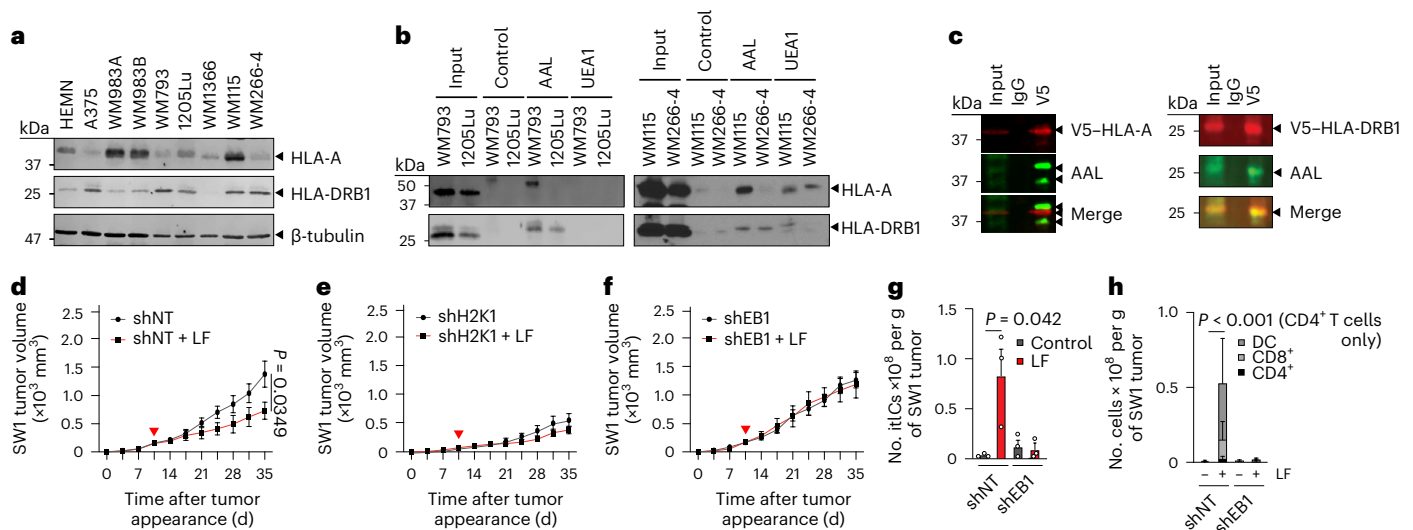 a
kDa
HEMN
A375
WM983A
WM983B
WM793
1205Lu
WM1366
WM115
WM266-4
37
HLA-A
25
HLA-DRB1
47
β-tubulin
b
Input
Control
AAL
UEA1
Input
Control
AAL
UEA1
kDa
WM793
1205Lu
WM793
1205Lu
WM793
1205Lu
WM793
1205Lu
WM115
WM266-4
WM115
WM266-4
WM115
WM266-4
WM115
WM266-4
50
37
HLA-A
25
HLA-DRB1
c
kDa
Input
IgG
V5
37
V5–HLA-A
37
AAL
37
Merge
kDa
Input
IgG
V5
25
V5–HLA-DRB1
25
AAL
25
Merge
d
SW1 tumor volume
(×10³ mm³)
2.5
2.0
1.5
1.0
0.5
0
shNT
shNT + LF
P = 0.0349
0 7 14 21 28 35
Time after tumor
appearance (d)
e
SW1 tumor volume
(×10³ mm³)
2.5
2.0
1.5
1.0
0.5
0
shH2K1
shH2K1 + LF
0 7 14 21 28 35
Time after tumor
appearance (d)
f
SW1 tumor volume
(×10³ mm³)
2.5
2.0
1.5
1.0
0.5
0
shEB1
shEB1 + LF
0 7 14 21 28 35
Time after tumor
appearance (d)
g
No. itILCs ×10⁸ per g
of SW1 tumor
1.5
1.0
0.5
0
P = 0.042
Control
LF
shNT
shEB1
h
No. cells × 10⁸ per g
of SW1 tumor
1.0
0.5
0
P < 0.001 (CD4⁺ T cells
only)
DC
CD8⁺
CD4⁺
– + – + LF
shNT
shEB1